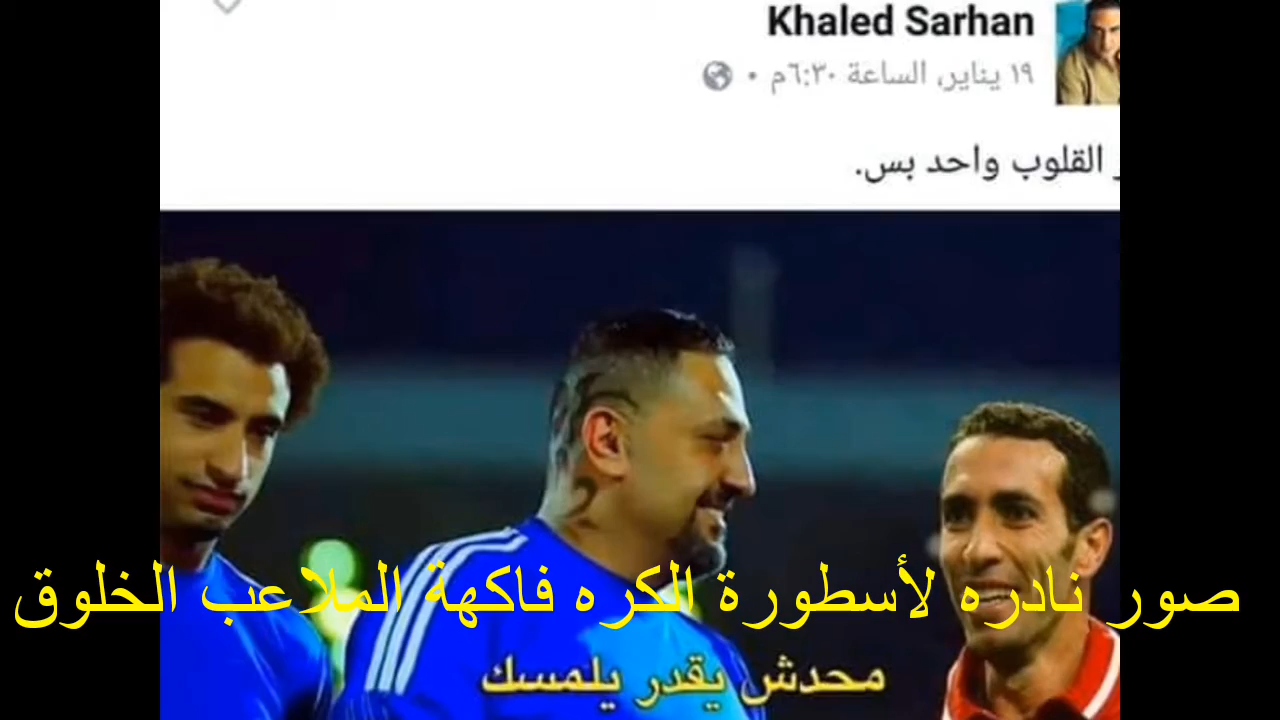 Khaled Sarhan
١٩ يناير، الساعة ٦:٣٠م •
القلوب واحد بس.
صور نادره لأسطورة الكره فاكهة الملاعب الخلوق
محدش يقدر يلمسك